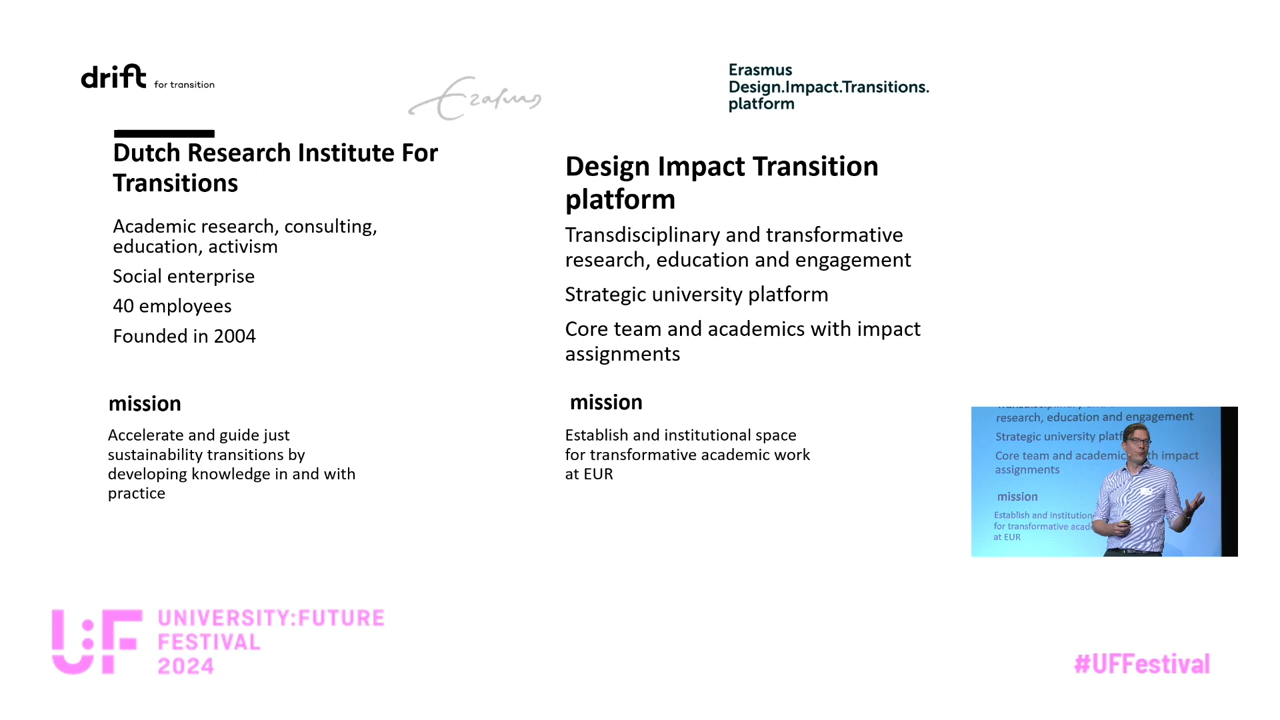 drift for transition
Erasmus
Erasmus
Design.Impact.Transitions.
platform
Dutch Research Institute For
Transitions
Academic research, consulting,
education, activism
Social enterprise
40 employees
Founded in 2004
mission
Accelerate and guide just
sustainability transitions by
developing knowledge in and with
practice
Design Impact Transition
platform
Transdisciplinary and transformative
research, education and engagement
Strategic university platform
Core team and academics with impact
assignments
mission
Establish and institutional space
for transformative academic work
at EUR
research, education and engagement
Strategic university
Core team and academic impact
assignments
mission
Establish and
for transformative
at EUR
U:F UNIVERSITY:FUTURE
FESTIVAL
2024
#UFFestival